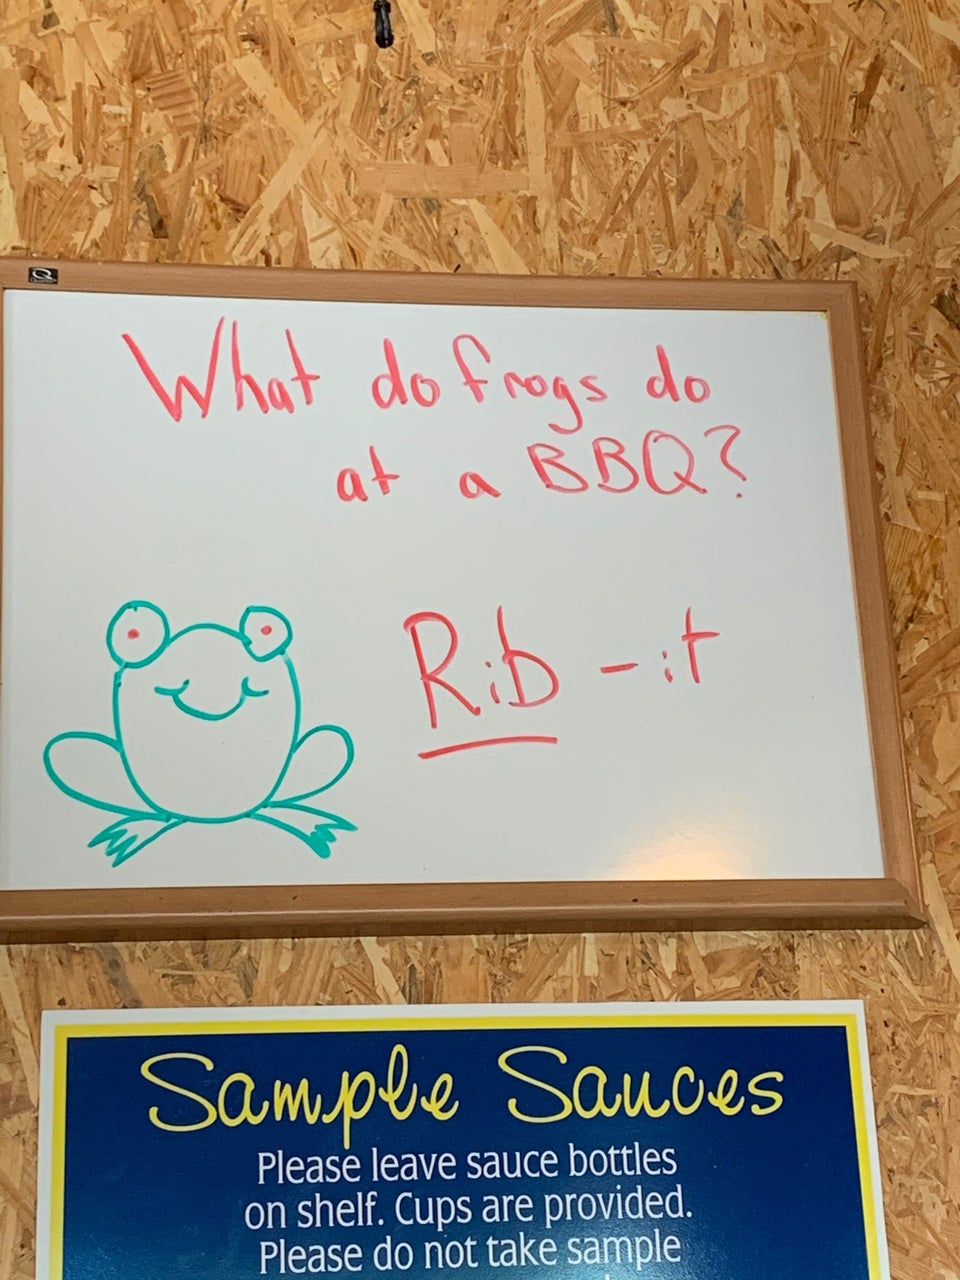 What do frogs do
at a BBQ?
Rib - it
Sample Sauces
Please leave sauce bottles
on shelf. Cups are provided.
Please do not take sample